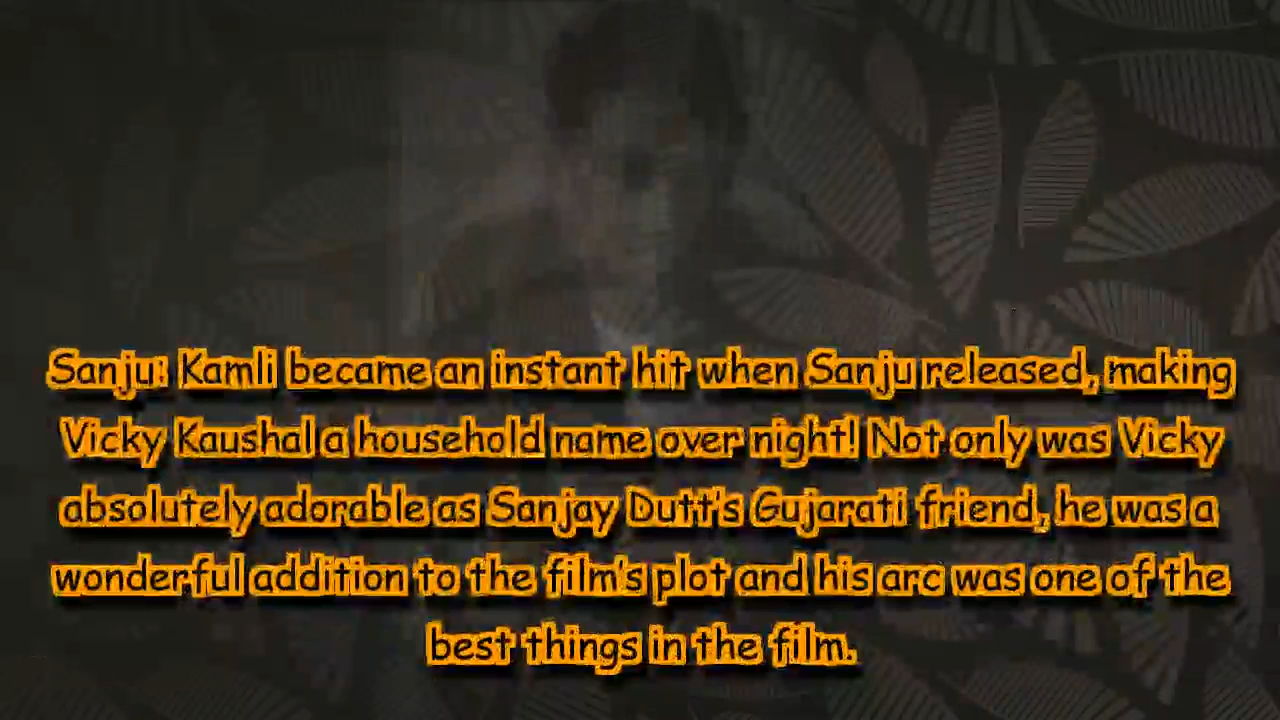 Sanju: Kamli became an instant hit when Sanju released, making
Vicky Kaushal a household name over night! Not only was Vicky
absolutely adorable as Sanjay Dutt's Gujarati friend, he was a
wonderful addition to the film's plot and his arc was one of the
best things in the film.